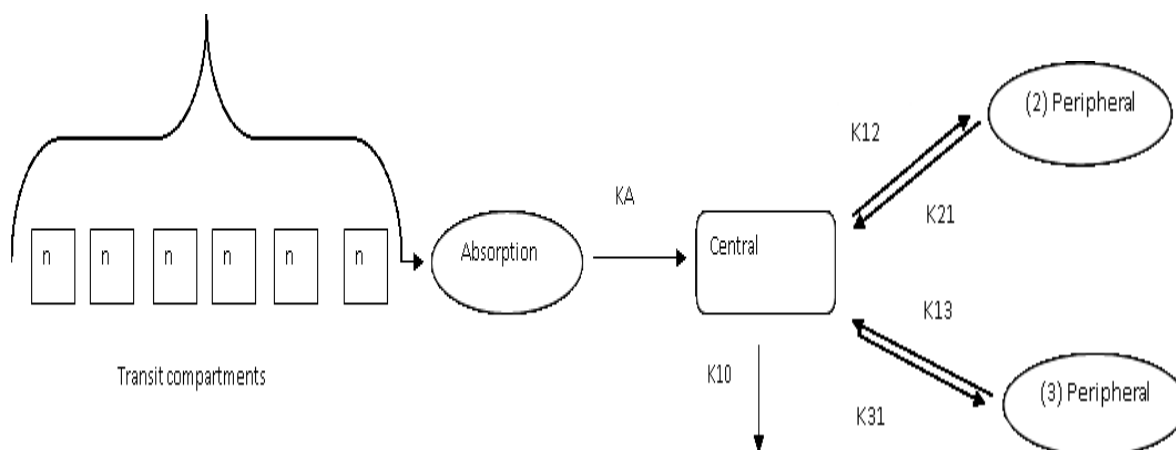 (2) Peripheral
K12
KA
K21
n n n n n n
Absorption
Central
K13
Transit compartments
K10
K31
(3) Peripheral